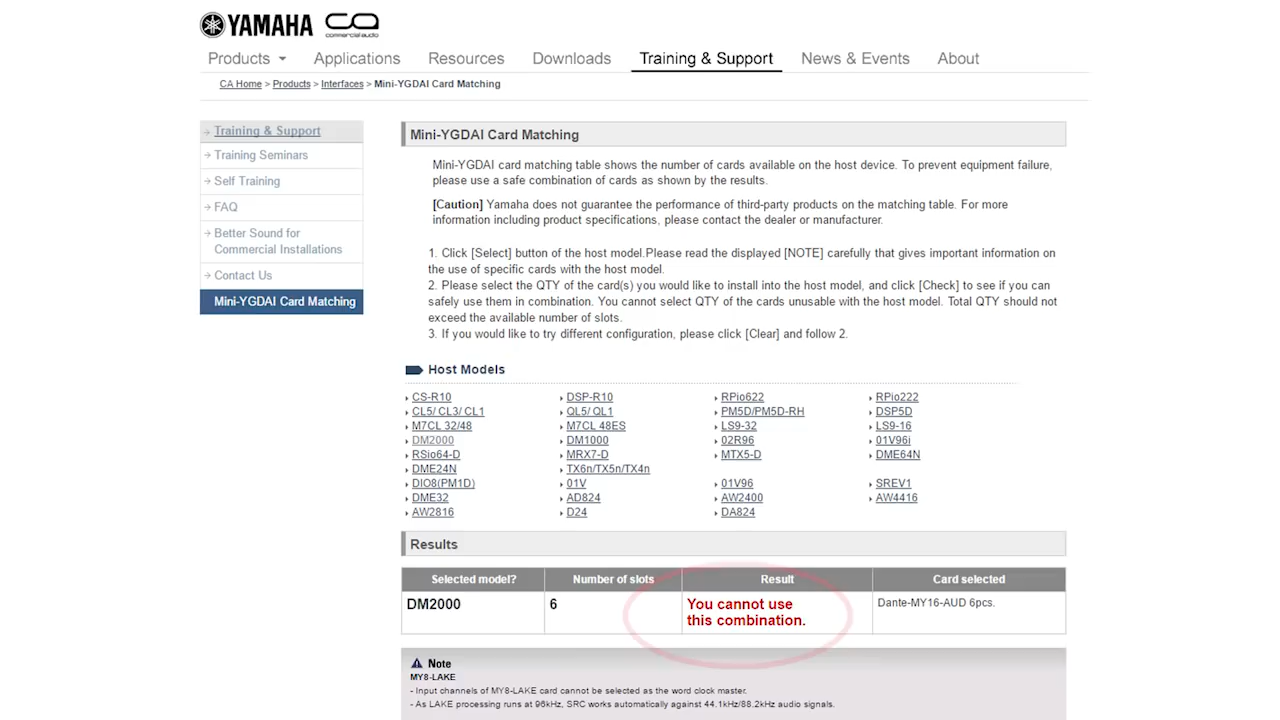 YAMAHA CA
commercial audio
Products Applications Resources Downloads Training & Support News & Events About
CA Home > Products > Interfaces > Mini-YGDAI Card Matching
Training & Support
Training Seminars
Self Training
FAQ
Better Sound for
Commercial Installations
Contact Us
Mini-YGDAI Card Matching
Mini-YGDAI Card Matching
Mini-YGDAI card matching table shows the number of cards available on the host device. To prevent equipment failure,
please use a safe combination of cards as shown by the results.
[Caution] Yamaha does not guarantee the performance of third-party products on the matching table. For more
information including product specifications, please contact the dealer or manufacturer.
1. Click [Select] button of the host model.Please read the displayed [NOTE] carefully that gives important information on
the use of specific cards with the host model.
2. Please select the QTY of the card(s) you would like to install into the host model, and click [Check] to see if you can
safely use them in combination. You cannot select QTY of the cards unusable with the host model. Total QTY should not
exceed the available number of slots.
3. If you would like to try different configuration, please click [Clear] and follow 2.
Host Models
CS-R10 DSP-R10 RPio622 RPio222
CL5/ CL3/ CL1 QL5/ QL1 PM5D/PM5D-RH DSP5D
M7CL 32/48 M7CL 48ES LS9-32 LS9-16
DM2000 DM1000 02R96 01V96i
RSio64-D MRX7-D MTX5-D DME64N
DME24N TX6n/TX5n/TX4n
DIO8(PM1D) 01V 01V96 SREV1
DME32 AD824 AW2400 AW4416
AW2816 D24 DA824
Results
Selected model? Number of slots Result Card selected
DM2000 6 You cannot use Dante-MY16-AUD 6pcs.
this combination.
Note
MY8-LAKE
- Input channels of MY8-LAKE card cannot be selected as the word clock master.
- As LAKE processing runs at 96kHz, SRC works automatically against 44.1kHz/88.2kHz audio signals.